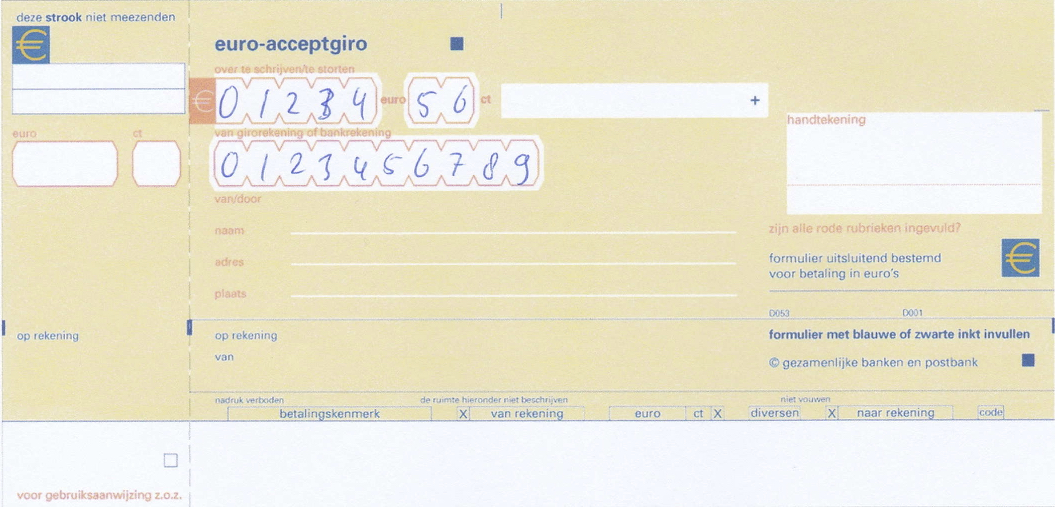 deze strook niet meezenden
€
euro ct
euro-acceptgiro
over te schrijven/te storten
€ 01234 euro 56 ct +
van girorekening of bankrekening
0123456789
van/door
naam
adres
plaats
handtekening
zijn alle rode rubrieken ingevuld?
formulier uitsluitend bestemd
voor betaling in euro's
€
D053 D001
op rekening
op rekening
van
formulier met blauwe of zwarte inkt invullen
© gezamenlijke banken en postbank
nadruk verboden de ruimte hieronder niet beschrijven niet vouwen
betalingskenmerk X van rekening euro ct X diversen X naar rekening code
voor gebruiksaanwijzing z.o.z.